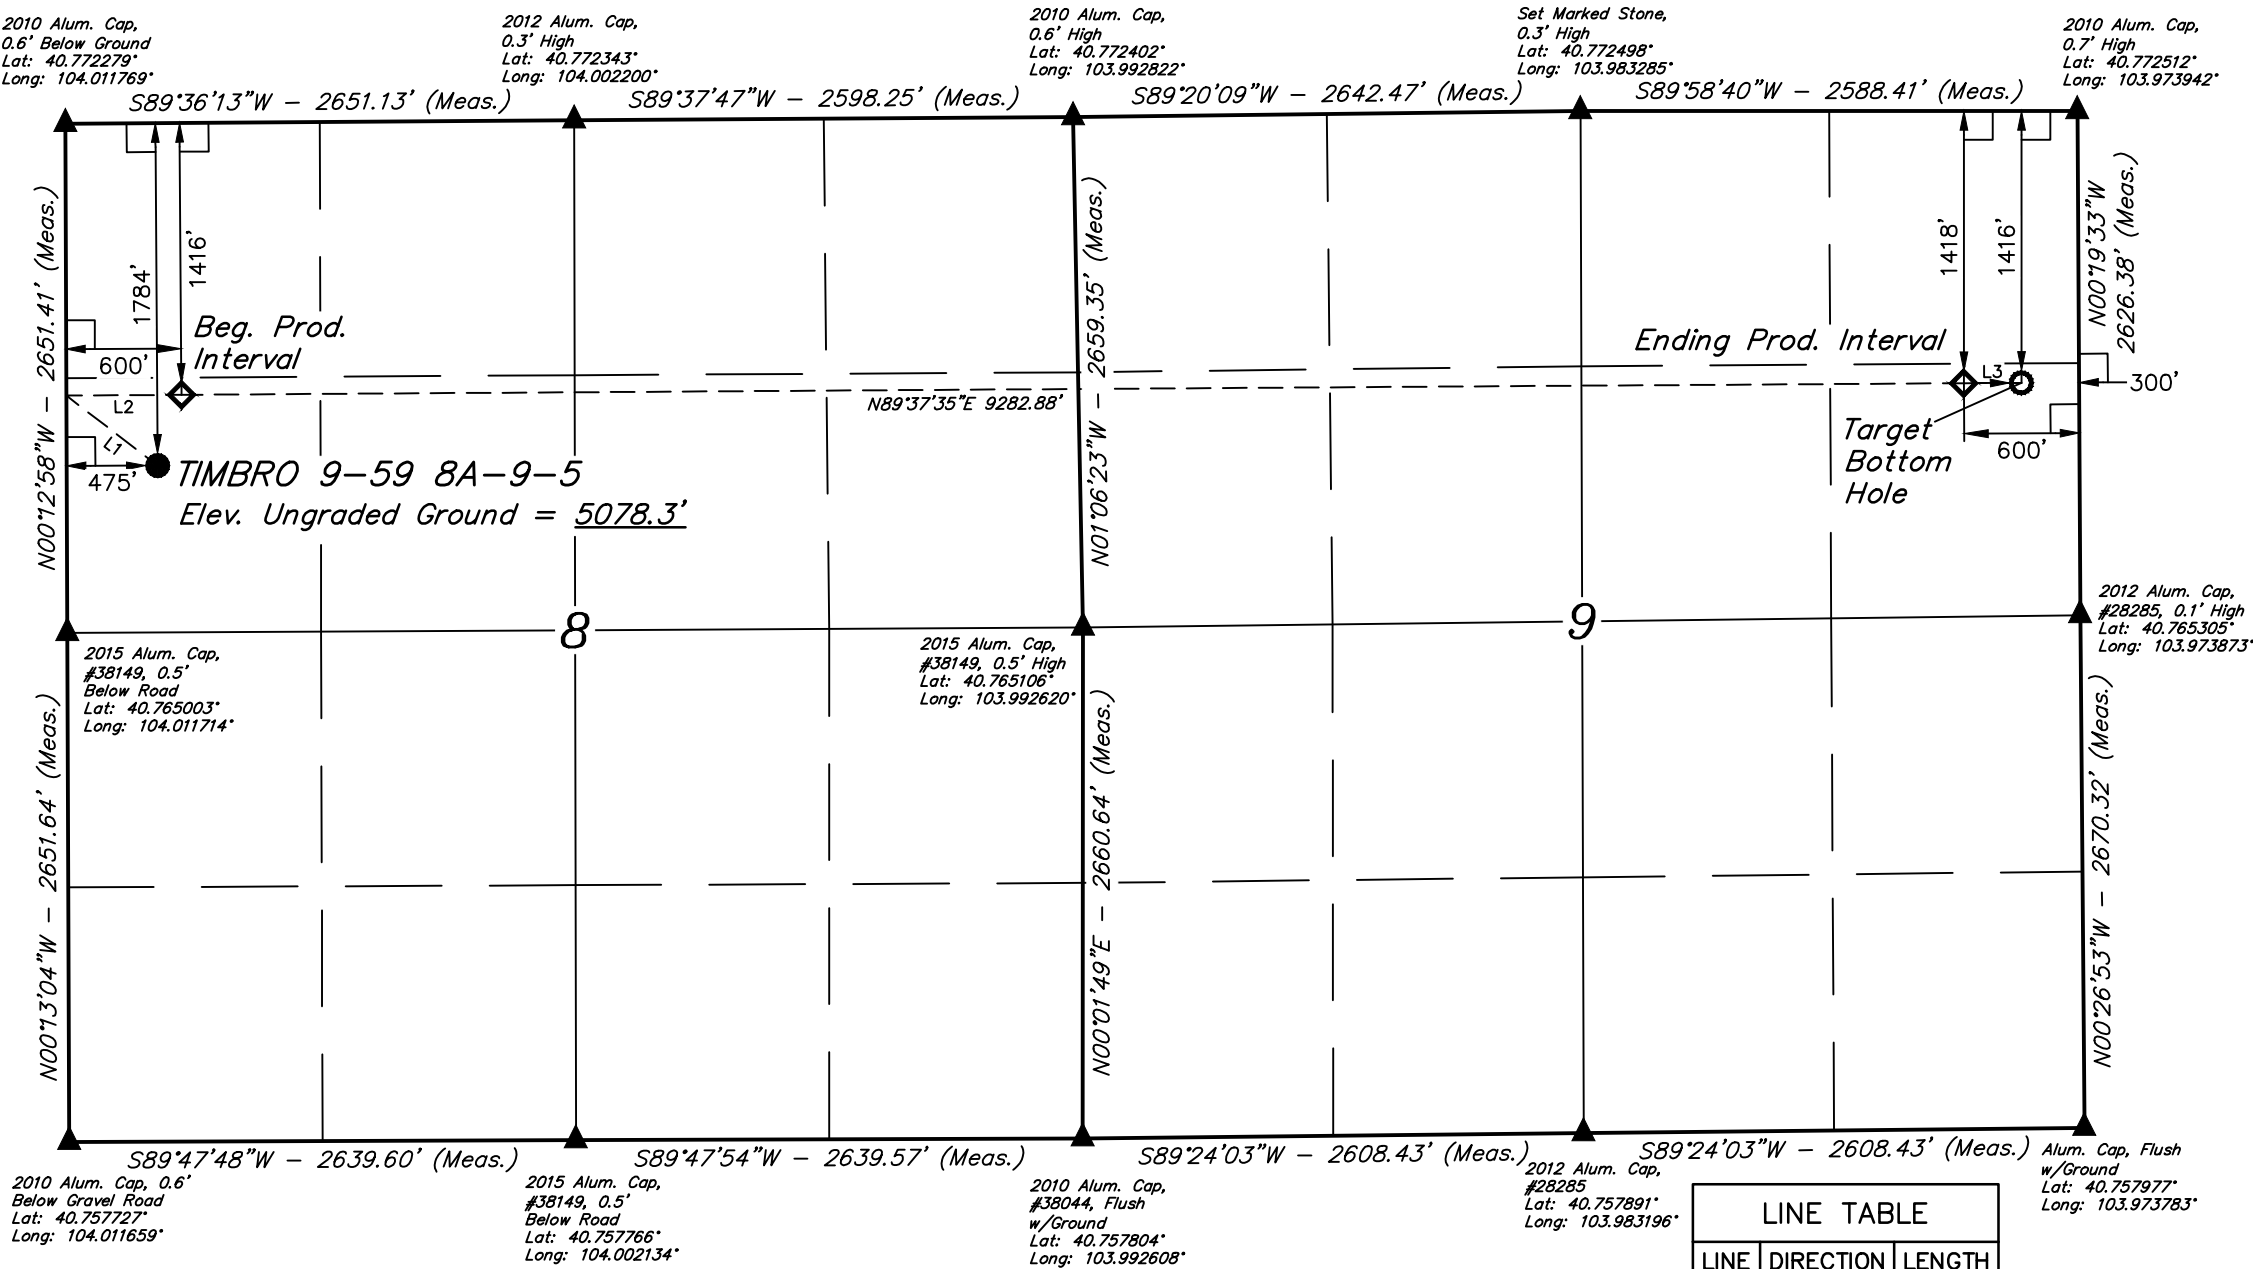 2010 Alum. Cap,
0.6' Below Ground
Lat: 40.772279°
Long: 104.011769°
2012 Alum. Cap,
0.3' High
Lat: 40.772343°
Long: 104.002200°
2010 Alum. Cap,
0.6' High
Lat: 40.772402°
Long: 103.992822°
Set Marked Stone,
0.3' High
Lat: 40.772498°
Long: 103.983285°
2010 Alum. Cap,
0.7' High
Lat: 40.772512°
Long: 103.973942°
S89°36'13"W - 2651.13' (Meas.)
S89°37'47"W - 2598.25' (Meas.)
S89°20'09"W - 2642.47' (Meas.)
S89°58'40"W - 2588.41' (Meas.)
N00°12'58"W - 2651.41' (Meas.)
1784'
1416'
600'
Beg. Prod.
Interval
L2
L1
475'
TIMBRO 9-59 8A-9-5
Elev. Ungraded Ground = 5078.3'
N89°37'35"E 9282.88'
N01°06'23"W - 2659.35' (Meas.)
Ending Prod. Interval
1418'
1416'
L3
300'
600'
Target
Bottom
Hole
N00°19'33"W
2626.38' (Meas.)
8
9
2015 Alum. Cap,
#38149, 0.5'
Below Road
Lat: 40.765003°
Long: 104.011714°
2015 Alum. Cap,
#38149, 0.5' High
Lat: 40.765106°
Long: 103.992620°
2012 Alum. Cap,
#28285, 0.1' High
Lat: 40.765305°
Long: 103.973873°
N00°13'04"W - 2651.64' (Meas.)
N00°01'49"E - 2660.64' (Meas.)
N00°26'53"W - 2670.32' (Meas.)
S89°47'48"W - 2639.60' (Meas.)
S89°47'54"W - 2639.57' (Meas.)
S89°24'03"W - 2608.43' (Meas.)
S89°24'03"W - 2608.43' (Meas.)
2010 Alum. Cap, 0.6'
Below Gravel Road
Lat: 40.757727°
Long: 104.011659°
2015 Alum. Cap,
#38149, 0.5'
Below Road
Lat: 40.757766°
Long: 104.002134°
2010 Alum. Cap,
#38044, Flush
w/Ground
Lat: 40.757804°
Long: 103.992608°
2012 Alum. Cap,
#28285
Lat: 40.757891°
Long: 103.983196°
Alum. Cap, Flush
w/Ground
Lat: 40.757977°
Long: 103.973783°
LINE TABLE
LINE DIRECTION LENGTH